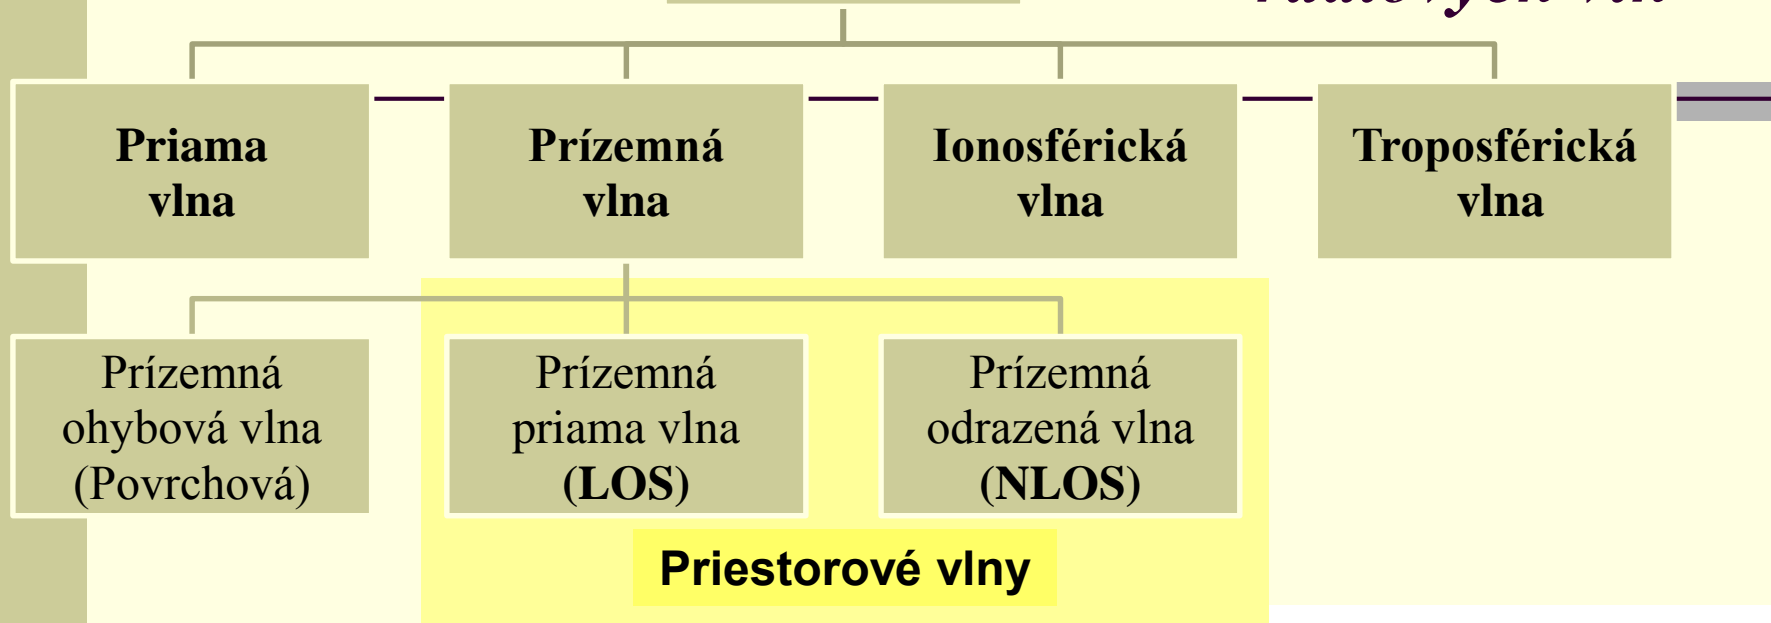 Priama
vlna
Prízemná
vlna
Ionosférická
vlna
Troposférická
vlna
Prízemná
ohybová vlna
(Povrchová)
Prízemná
priama vlna
(LOS)
Prízemná
odrazená vlna
(NLOS)
Priestorové vlny